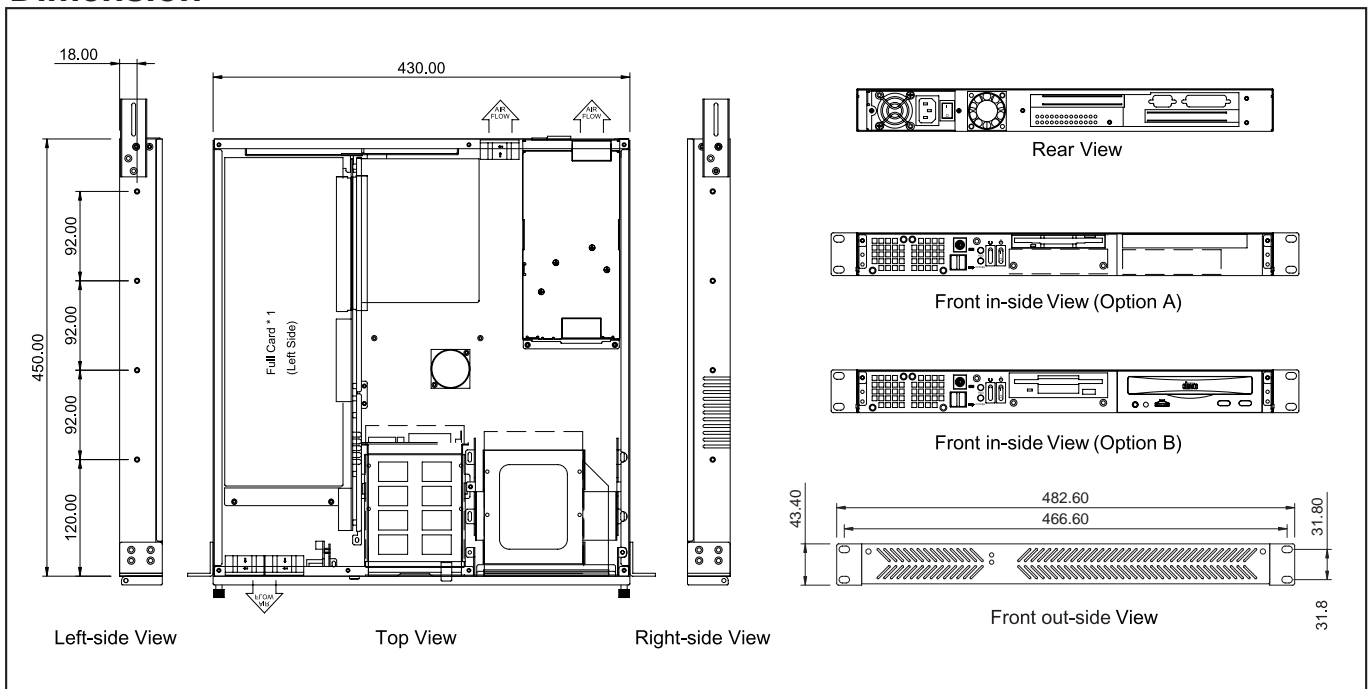 18.00
430.00
AIR
FLOW
AIR
FLOW
450.00
92.00
92.00
92.00
120.00
Full Card * 1
(Left Side)
AIR
FLOW
Left-side View
Top View
Right-side View
Rear View
Front in-side View (Option A)
Front in-side View (Option B)
482.60
466.60
43.40
31.80
31.8
Front out-side View